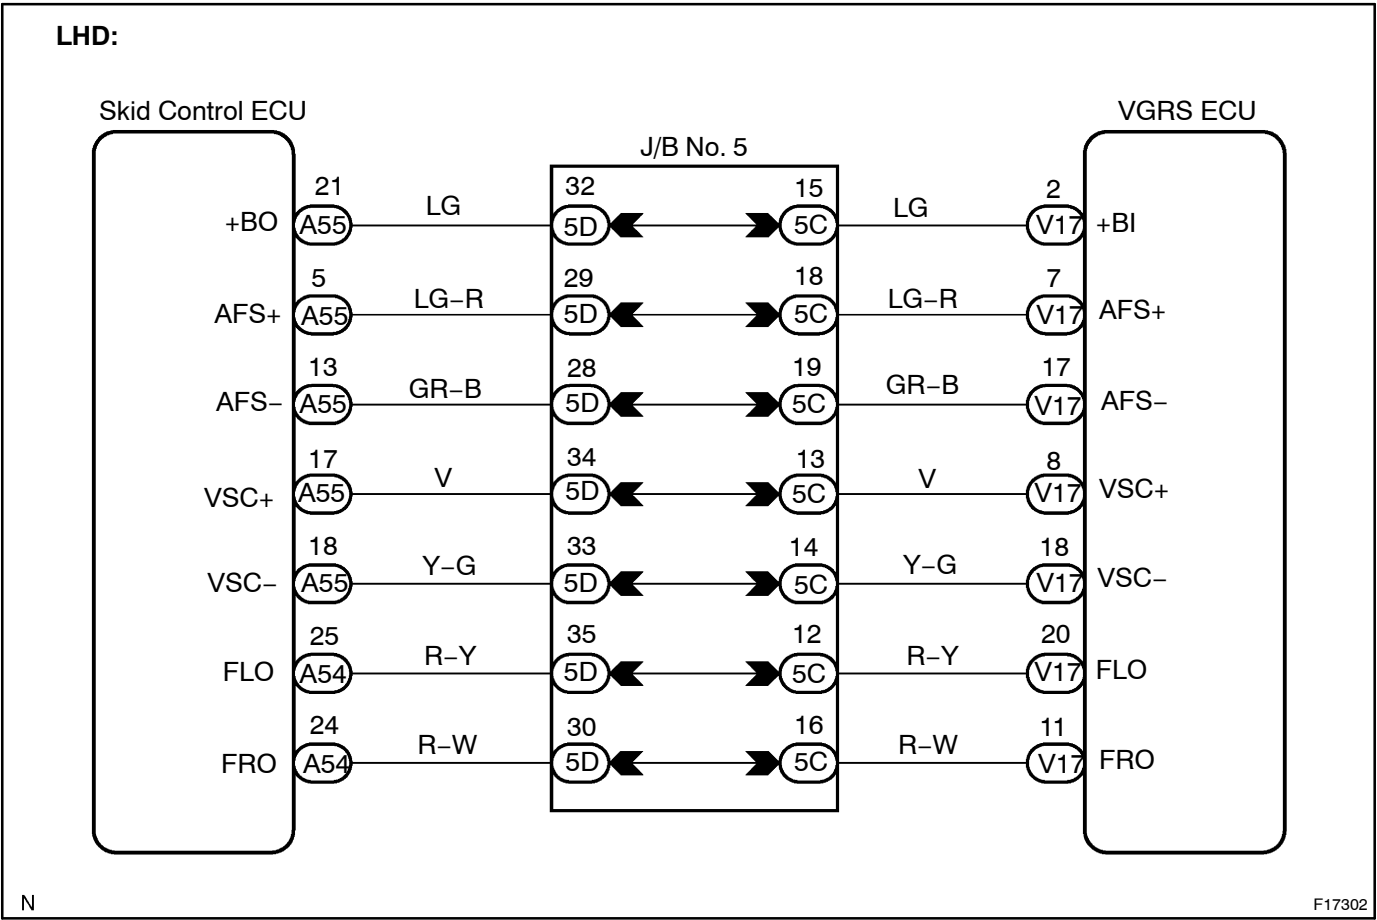 LHD:
Skid Control ECU
VGRS ECU
J/B No. 5
21 32 15 2
+BO A55 LG 5D 5C LG V17 +BI
5 29 18 7
AFS+ A55 LG−R 5D 5C LG−R V17 AFS+
13 28 19 17
AFS− A55 GR−B 5D 5C GR−B V17 AFS−
17 34 13 8
VSC+ A55 V 5D 5C V V17 VSC+
18 33 14 18
VSC− A55 Y−G 5D 5C Y−G V17 VSC−
25 35 12 20
FLO A54 R−Y 5D 5C R−Y V17 FLO
24 30 16 11
FRO A54 R−W 5D 5C R−W V17 FRO
N
F17302